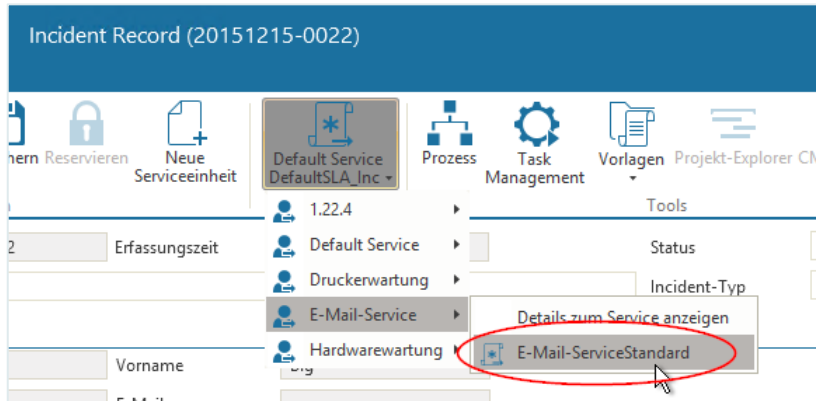 Incident Record (20151215-0022)
hern Reservieren
Neue
Serviceeinheit
Default Service
DefaultSLA_Inc
Prozess
Task
Management
Vorlagen
Projekt-Explorer CM
Tools
1.22.4
2
Erfassungszeit
Default Service
Status
Druckerwartung
Incident-Typ
E-Mail-Service
Details zum Service anzeigen
Hardwarewartung
E-Mail-ServiceStandard
Vorname